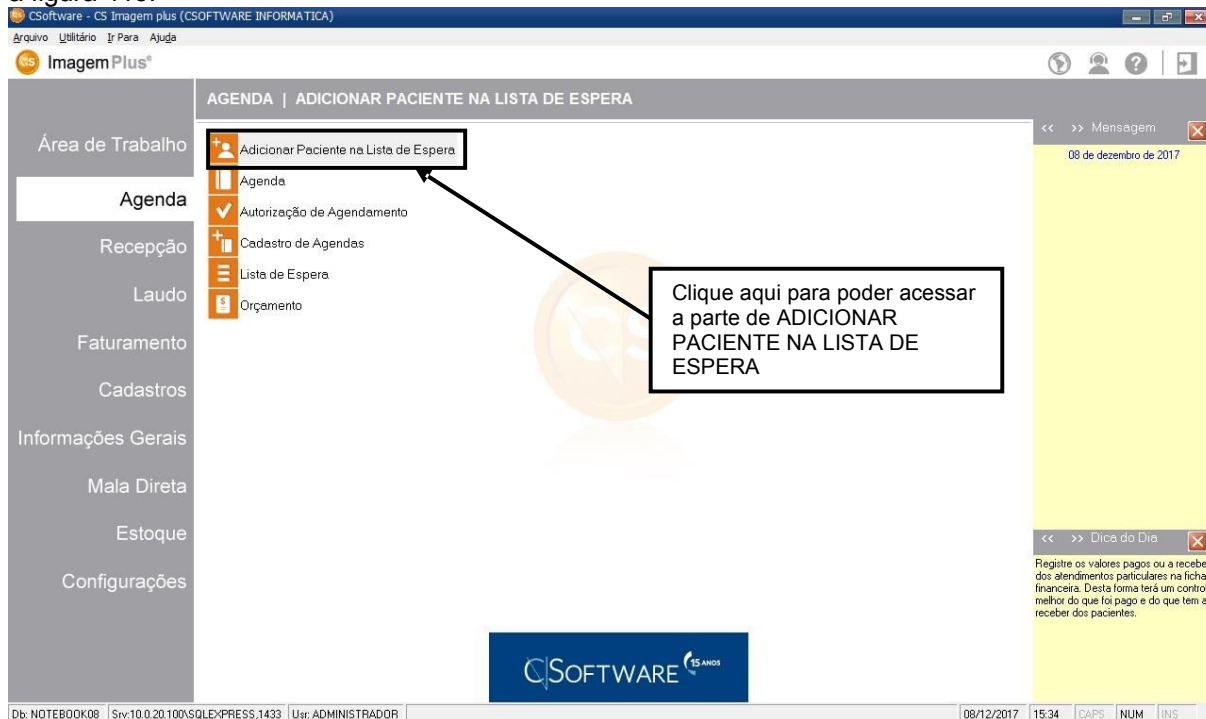 CSoftware - CS Imagem plus (CSOFTWARE INFORMATICA)
Arquivo Utilitário Ir Para Ajuda
CS ImagemPlus®
AGENDA | ADICIONAR PACIENTE NA LISTA DE ESPERA
Área de Trabalho
Agenda
Recepção
Laudo
Faturamento
Cadastros
Informações Gerais
Mala Direta
Estoque
Configurações
Adicionar Paciente na Lista de Espera
Agenda
Autorização de Agendamento
Cadastro de Agendas
Lista de Espera
Orçamento
Clique aqui para poder acessar
a parte de ADICIONAR
PACIENTE NA LISTA DE
ESPERA
<< >> Mensagem
08 de dezembro de 2017
<< >> Dica do Dia
Registre os valores pagos ou a recebe
dos atendimentos particulares na ficha
financeira. Desta forma terá um contro
melhor do que foi pago e do que tem a
receber dos pacientes.
CSOFTWARE 15 ANOS
Db: NOTEBOOK08 Srv:10.0.20.100\SQLEXPRESS,1433 Usr: ADMINISTRADOR 08/12/2017 15:34 CAPS NUM INS